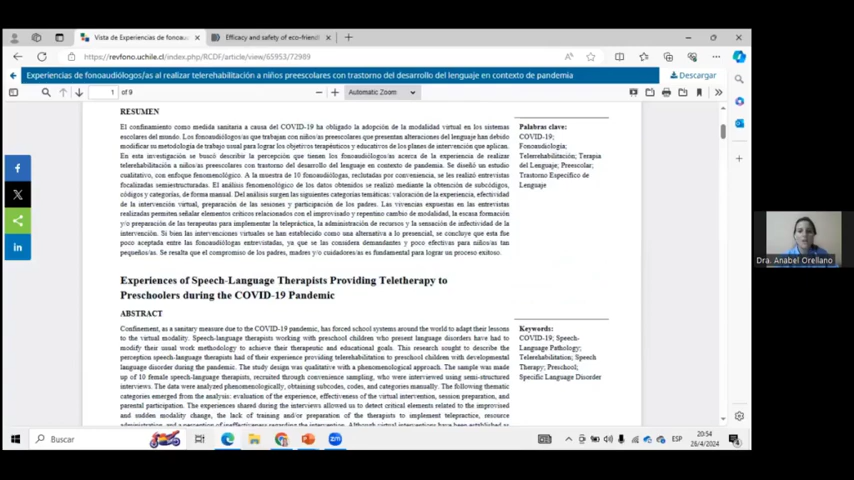 Vista de Experiencias de fonoau
Efficacy and safety of eco-friend
https://revfono.uchile.cl/index.php/RCDF/article/view/65953/72989
Experiencias de fonoaudiólogos/as al realizar telerehabilitación a niños preescolares con trastorno del desarrollo del lenguaje en contexto de pandemia
Descargar
1 of 9
Automatic Zoom
RESUMEN
El confinamiento como medida sanitaria a causa del COVID-19 ha obligado la adopción de la modalidad virtual en los sistemas
escolares del mundo. Los fonoaudiólogos/as que trabajan con niños/as preescolares que presentan alteraciones del lenguaje han debido
modificar su metodología de trabajo usual para lograr los objetivos terapéuticos y educativos de los planes de intervención que aplican.
En esta investigación se buscó describir la percepción que tienen los fonoaudiólogos/as acerca de la experiencia de realizar
telerehabilitación a niños/as preescolares con trastorno del desarrollo del lenguaje en contexto de pandemia. Se diseñó un estudio
cualitativo, con enfoque fenomenológico. A la muestra de 10 fonoaudiólogas, reclutadas por conveniencia, se les realizó entrevistas
focalizadas semiestructuradas. El análisis fenomenológico de los datos obtenidos se realizó mediante la obtención de subcódigos,
códigos y categorías, de forma manual. Del análisis surgen las siguientes categorías temáticas: valoración de la experiencia, efectividad
de la intervención virtual, preparación de las sesiones y participación de los padres. Las vivencias expuestas en las entrevistas
realizadas permiten señalar elementos críticos relacionados con el improvisado y repentino cambio de modalidad, la escasa formación
y/o preparación de las terapeutas para implementar la telepráctica, la administración de recursos y la sensación de infectividad de la
intervención. Si bien las intervenciones virtuales se han establecido como una alternativa a lo presencial, se concluye que esta fue
poco aceptada entre las fonoaudiólogas entrevistadas, ya que se las considera demandantes y poco efectivas para niños/as tan
pequeños/as. Se resalta que el compromiso de los padres, madres y/o cuidadores/as es fundamental para lograr un proceso exitoso.
Palabras clave:
COVID-19;
Fonoaudiología;
Telerehabilitación; Terapia
del Lenguaje; Preescolar;
Trastorno Específico de
Lenguaje
Experiences of Speech-Language Therapists Providing Teletherapy to
Preschoolers during the COVID-19 Pandemic
ABSTRACT
Confinement, as a sanitary measure due to the COVID-19 pandemic, has forced school systems around the world to adapt their lessons
to the virtual modality. Speech-language therapists working with preschool children who present language disorders have had to
modify their usual work methodology to achieve their therapeutic and educational goals. This research sought to describe the
perception speech-language therapists had of their experience providing telerehabilitation to preschool children with developmental
language disorder during the pandemic. The study design was qualitative with a phenomenological approach. The sample was made
up of 10 female speech-language therapists, recruited through convenience sampling, who were interviewed using semi-structured
interviews. The data were analyzed phenomenologically, obtaining subcodes, codes, and categories manually. The following thematic
categories emerged from the analysis: evaluation of the experience, effectiveness of the virtual intervention, session preparation, and
parental participation. The experiences shared during the interviews allowed us to detect critical elements related to the improvised
and sudden modality change, the lack of training and/or preparation of the therapists to implement telepractice, resource
administration, and a perception of ineffectiveness regarding the intervention. Although virtual interventions have been established as
Keywords:
COVID-19; Speech-
Language Pathology;
Telerehabilitation; Speech
Therapy; Preschool;
Specific Language Disorder
Dra. Anabel Orellano
Buscar
ESP
20:54
26/4/2024